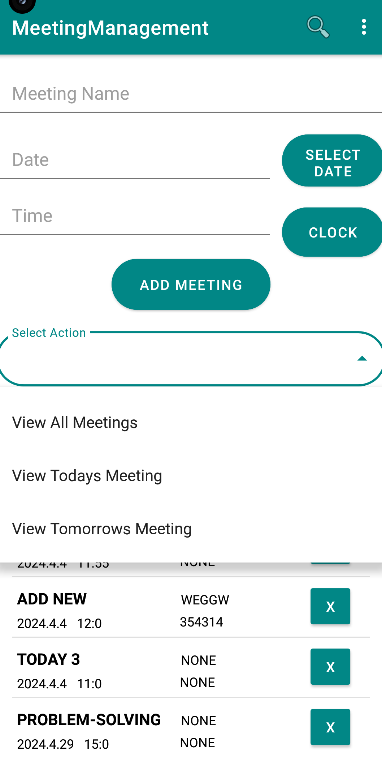 MeetingManagement
Meeting Name
Date
SELECT
DATE
Time
CLOCK
ADD MEETING
Select Action
View All Meetings
View Todays Meeting
View Tomorrows Meeting
2024.4.4 11:55 NONE
ADD NEW WEGGW
2024.4.4 12:0 354314
X
TODAY 3 NONE
2024.4.4 11:0 NONE
X
PROBLEM-SOLVING NONE
2024.4.29 15:0 NONE
X